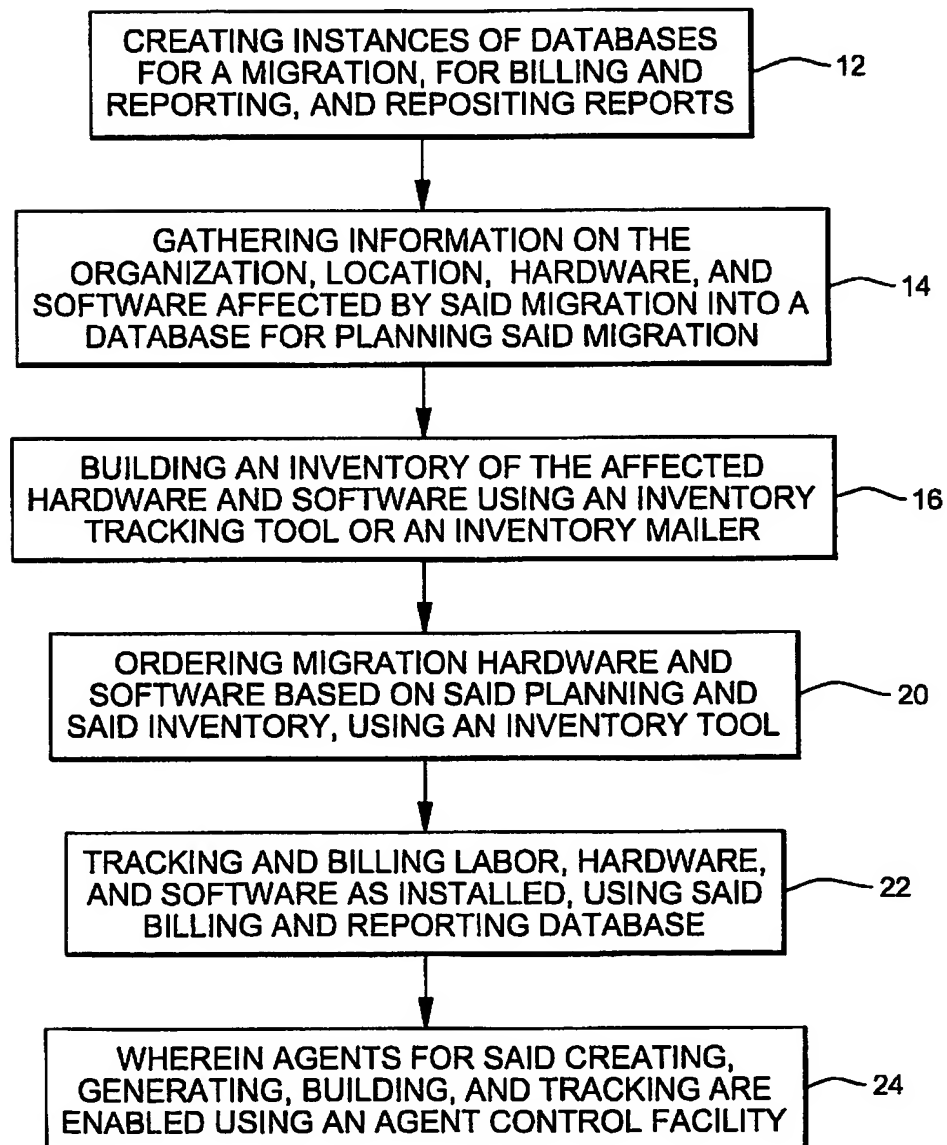 CREATING INSTANCES OF DATABASES
FOR A MIGRATION, FOR BILLING AND
REPORTING, AND REPOSITING REPORTS
12
GATHERING INFORMATION ON THE
ORGANIZATION, LOCATION, HARDWARE, AND
SOFTWARE AFFECTED BY SAID MIGRATION INTO A
DATABASE FOR PLANNING SAID MIGRATION
14
BUILDING AN INVENTORY OF THE AFFECTED
HARDWARE AND SOFTWARE USING AN INVENTORY
TRACKING TOOL OR AN INVENTORY MAILER
16
ORDERING MIGRATION HARDWARE AND
SOFTWARE BASED ON SAID PLANNING AND
SAID INVENTORY, USING AN INVENTORY TOOL
20
TRACKING AND BILLING LABOR, HARDWARE,
AND SOFTWARE AS INSTALLED, USING SAID
BILLING AND REPORTING DATABASE
22
WHEREIN AGENTS FOR SAID CREATING,
GENERATING, BUILDING, AND TRACKING ARE
ENABLED USING AN AGENT CONTROL FACILITY
24